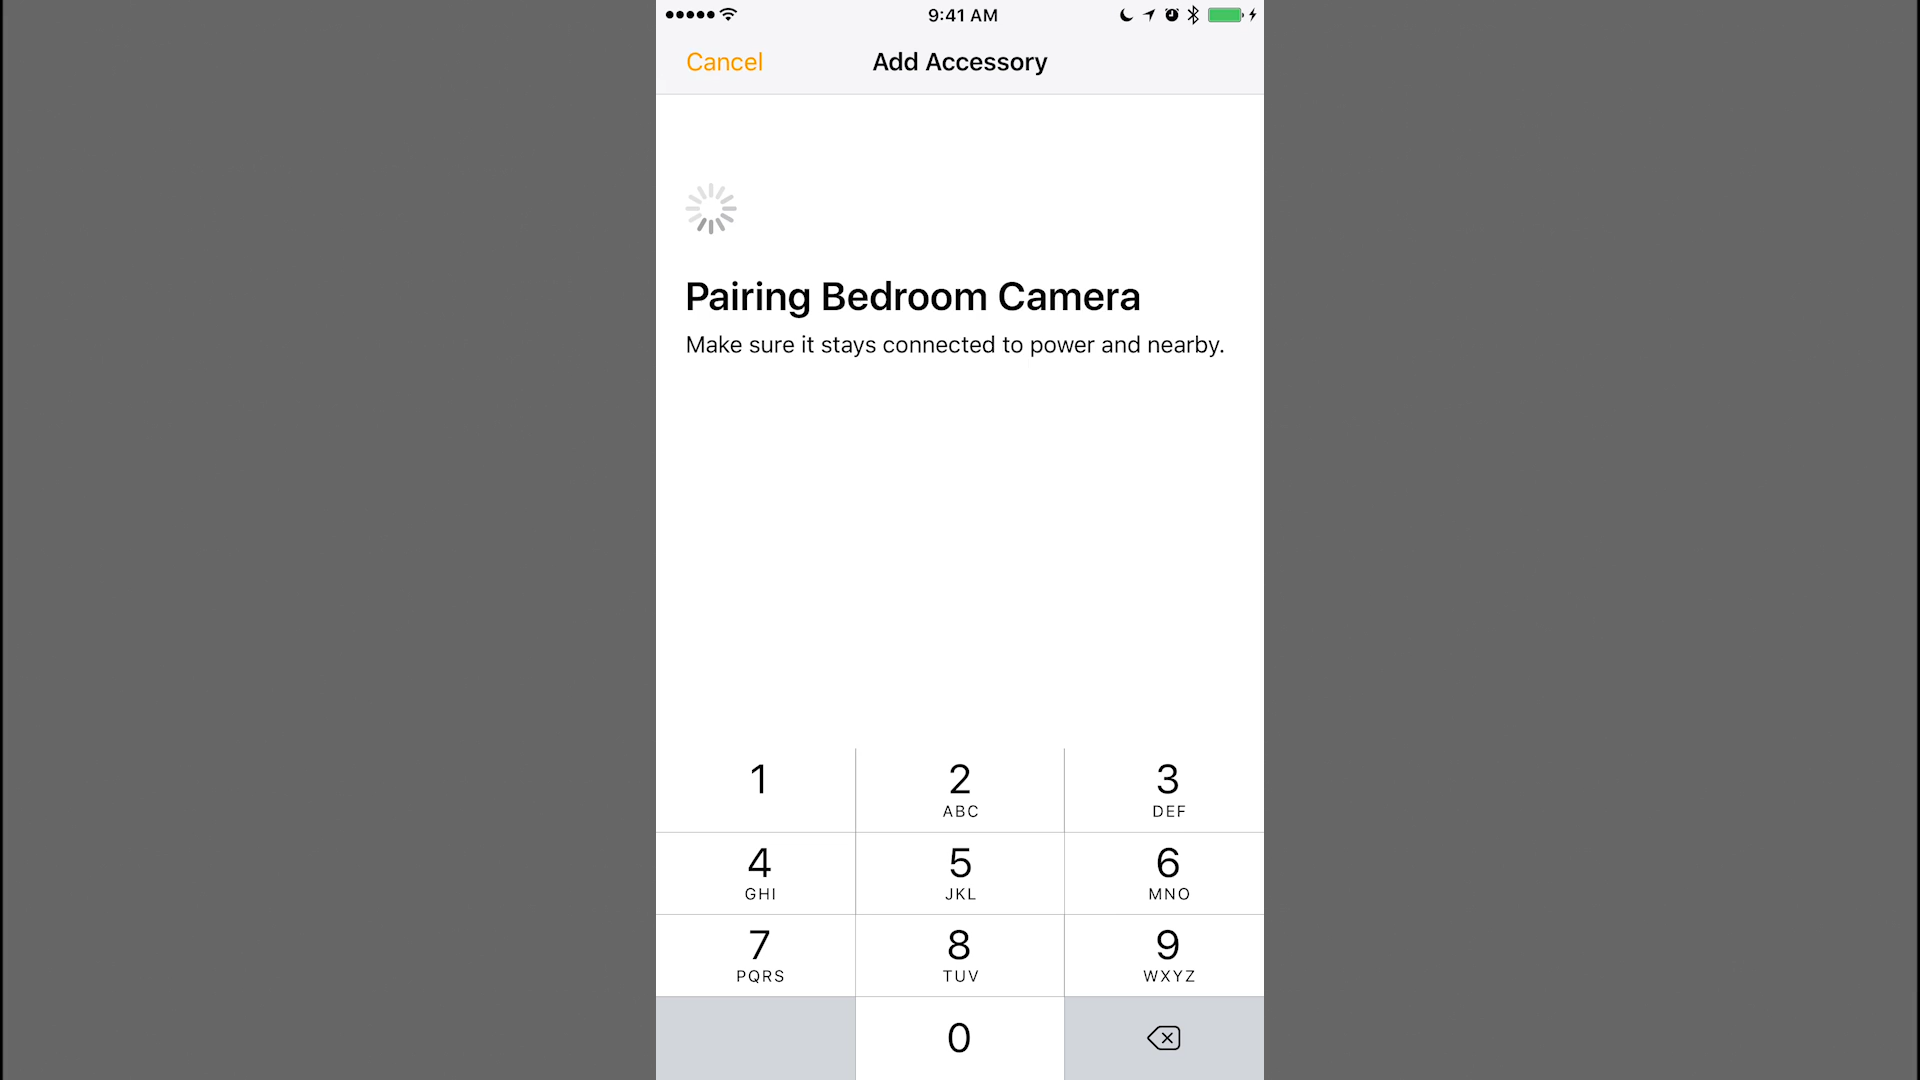 9:41 AM
Cancel
Add Accessory
Pairing Bedroom Camera
Make sure it stays connected to power and nearby.
1
2
3
ABC
DEF
4
5
6
GHI
JKL
MNO
7
8
9
PQRS
TUV
WXYZ
0